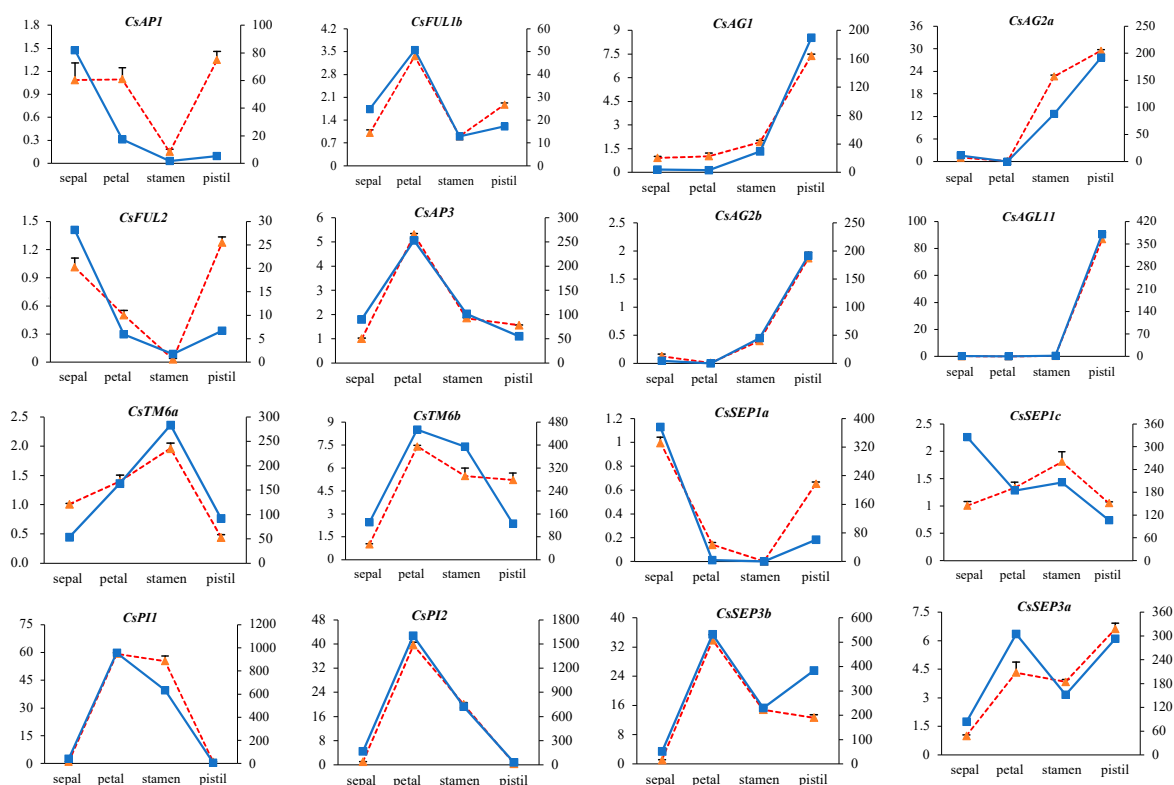 CsAP1
1.8 1.5 1.2 0.9 0.6 0.3 0
100 80 60 40 20 0
sepal petal stamen pistil
CsFUL1b
4.2 3.5 2.8 2.1 1.4 0.7 0.0
60 50 40 30 20 10 0
sepal petal stamen pistil
CsAG1
9 7.5 6 4.5 3 1.5 0
200 160 120 80 40 0
sepal petal stamen pistil
CsAG2a
36 30 24 18 12 6 0
250 200 150 100 50 0
sepal petal stamen pistil
CsFUL2
1.5 1.2 0.9 0.6 0.3 0
30 25 20 15 10 5 0
sepal petal stamen pistil
CsAP3
6 5 4 3 2 1 0
300 250 200 150 100 50 0
sepal petal stamen pistil
CsAG2b
2.5 2 1.5 1 0.5 0
250 200 150 100 50 0
sepal petal stamen pistil
CsAGL11
100 80 60 40 20 0
420 360 280 210 140 70 0
sepal petal stamen pistil
CsTM6a
2.5 2.0 1.5 1.0 0.5 0.0
300 250 200 150 100 50 0
sepal petal stamen pistil
CsTM6b
9 7.5 6 4.5 3 1.5 0
480 400 320 240 160 80 0
sepal petal stamen pistil
CsSEP1a
1.2 1 0.8 0.6 0.4 0.2 0
400 320 240 160 80 0
sepal petal stamen pistil
CsSEP1c
2.5 2 1.5 1 0.5 0
360 300 240 180 120 60 0
sepal petal stamen pistil
CsPI1
75 60 45 30 15 0
1200 1000 800 600 400 200 0
sepal petal stamen pistil
CsPI2
48 40 32 24 16 8 0
1800 1500 1200 900 600 300 0
sepal petal stamen pistil
CsSEP3b
40 32 24 16 8 0
600 500 400 300 200 100 0
sepal petal stamen pistil
CsSEP3a
7.5 6 4.5 3 1.5 0
360 300 240 180 120 60 0
sepal petal stamen pistil